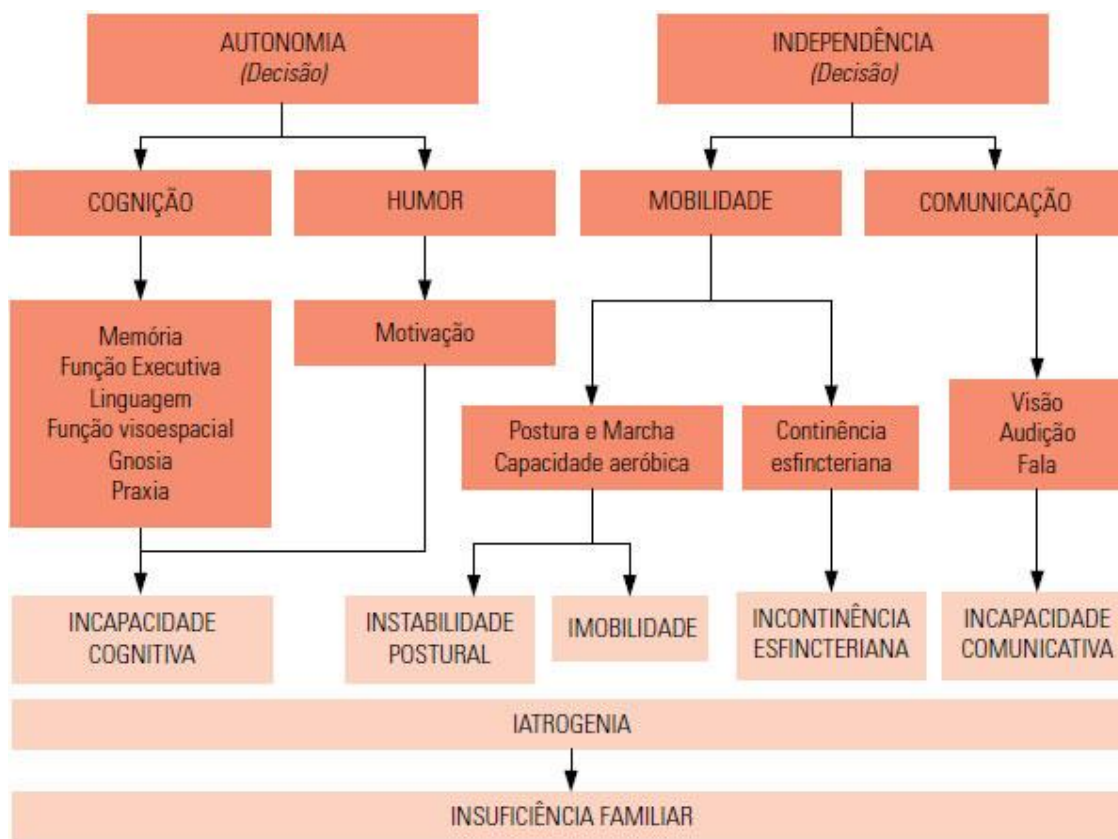 AUTONOMIA
(Decisão)
INDEPENDÊNCIA
(Decisão)
COGNIÇÃO
HUMOR
MOBILIDADE
COMUNICAÇÃO
Memória
Função Executiva
Linguagem
Função visoespacial
Gnosia
Praxia
Motivação
Postura e Marcha
Capacidade aeróbica
Continência
esfincteriana
Visão
Audição
Fala
INCAPACIDADE
COGNITIVA
INSTABILIDADE
POSTURAL
IMOBILIDADE
INCONTINÊNCIA
ESFINCTERIANA
INCAPACIDADE
COMUNICATIVA
IATROGENIA
INSUFICIÊNCIA FAMILIAR